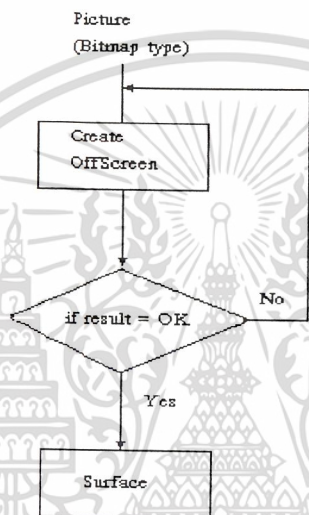 Picture
(Bitmap type)
Create
OffScreen
if result = OK
No
Yes
Surface